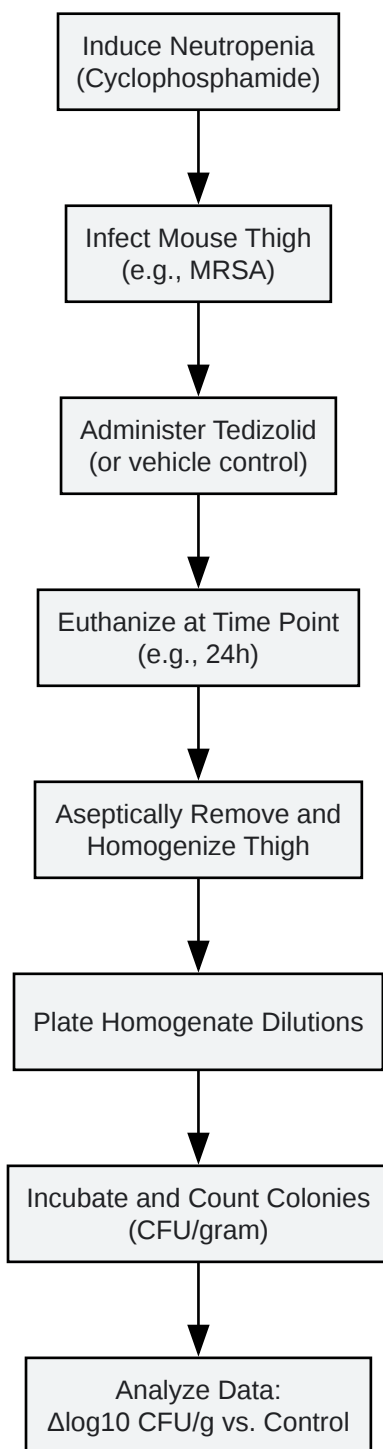 Induce Neutropenia
(Cyclophosphamide)
Infect Mouse Thigh
(e.g., MRSA)
Administer Tedizolid
(or vehicle control)
Euthanize at Time Point
(e.g., 24h)
Aseptically Remove and
Homogenize Thigh
Plate Homogenate Dilutions
Incubate and Count Colonies
(CFU/gram)
Analyze Data:
Δlog10 CFU/g vs. Control